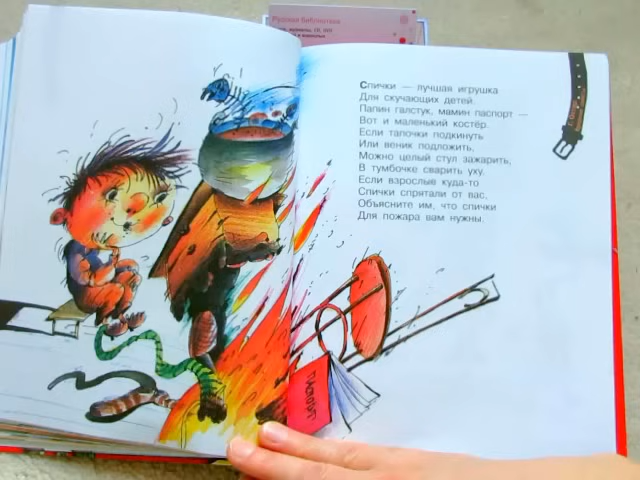 Русская библиотека
Спички — лучшая игрушка
Для скучающих детей.
Папин галстук, мамин паспорт —
Вот и маленький костёр.
Если тапочки подкинуть
Или веник подложить,
Можно целый стул зажарить,
В тумбочке сварить уху.
Если взрослые куда-то
Спички спрятали от вас,
Объясните им, что спички
Для пожара вам нужны.
ПАСПОРТ